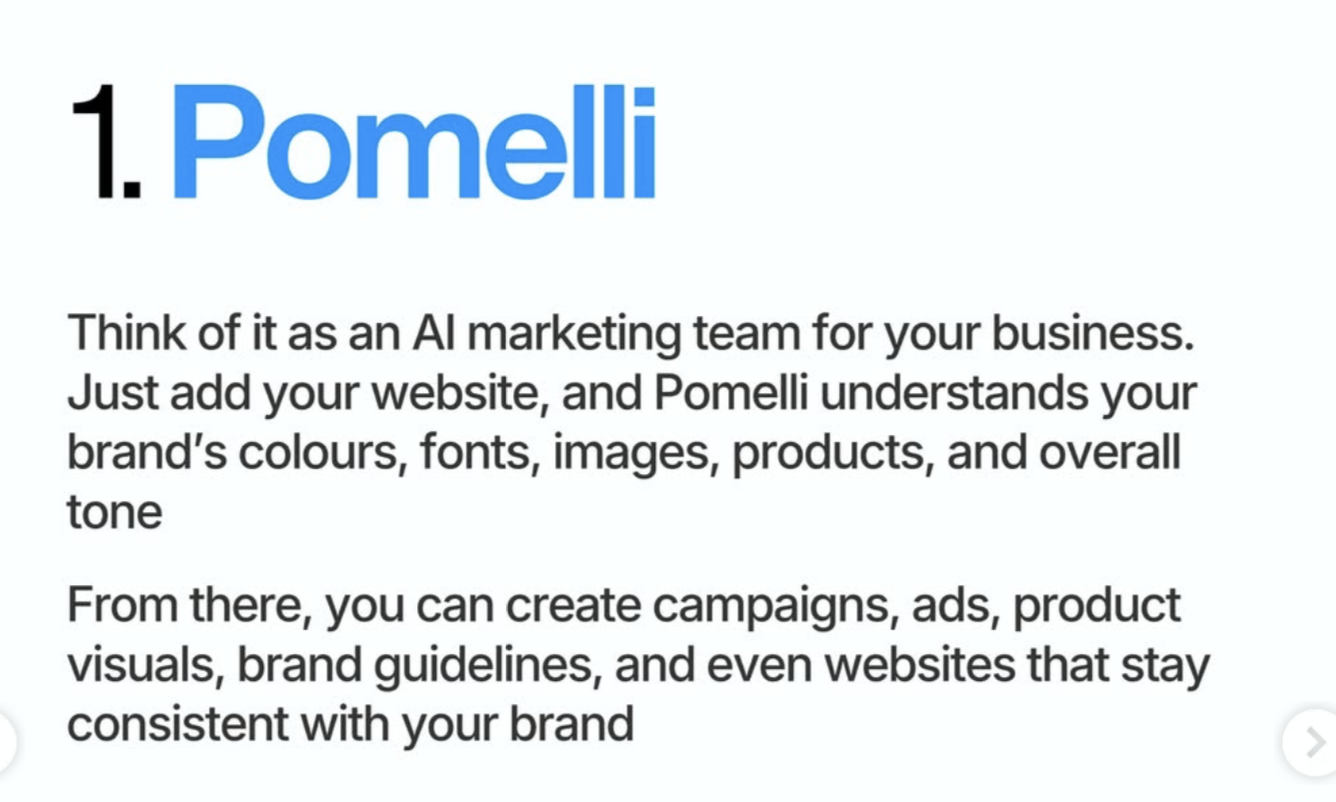 1. Pomelli
Think of it as an AI marketing team for your business.
Just add your website, and Pomelli understands your
brand’s colours, fonts, images, products, and overall
tone
From there, you can create campaigns, ads, product
visuals, brand guidelines, and even websites that stay
consistent with your brand